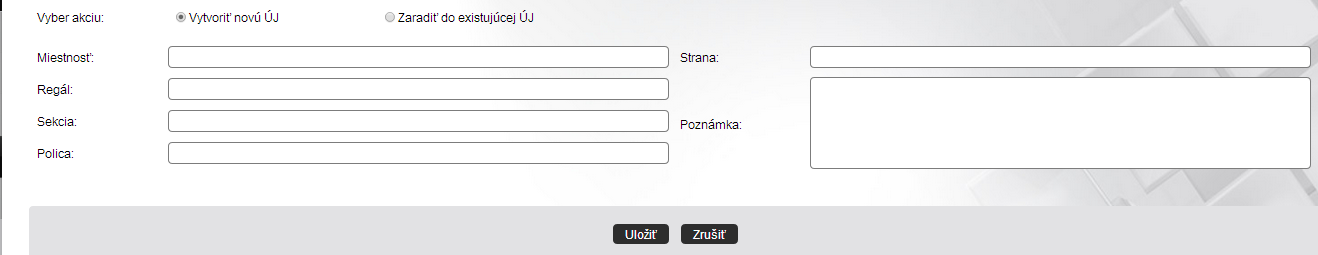 Vyber akciu: Vytvoriť novú ÚJ Zaradiť do existujúcej ÚJ
Miestnosť: Strana:
Regál:
Sekcia: Poznámka:
Polica:
Uložiť Zrušiť